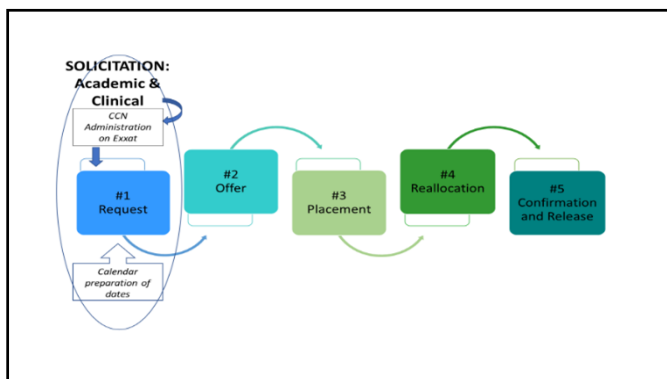 SOLICITATION:
Academic &
Clinical
CCN
Administration
on Exxat
#1
Request
#2
Offer
#3
Placement
#4
Reallocation
#5
Confirmation
and Release
Calendar
preparation of
dates